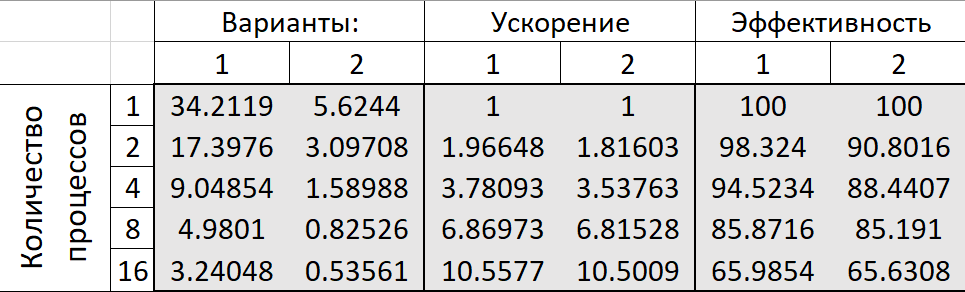 Варианты: Ускорение Эффективность
1 2 1 2 1 2
Количество процессов
1 34.2119 5.6244 1 1 100 100
2 17.3976 3.09708 1.96648 1.81603 98.324 90.8016
4 9.04854 1.58988 3.78093 3.53763 94.5234 88.4407
8 4.9801 0.82526 6.86973 6.81528 85.8716 85.191
16 3.24048 0.53561 10.5577 10.5009 65.9854 65.6308